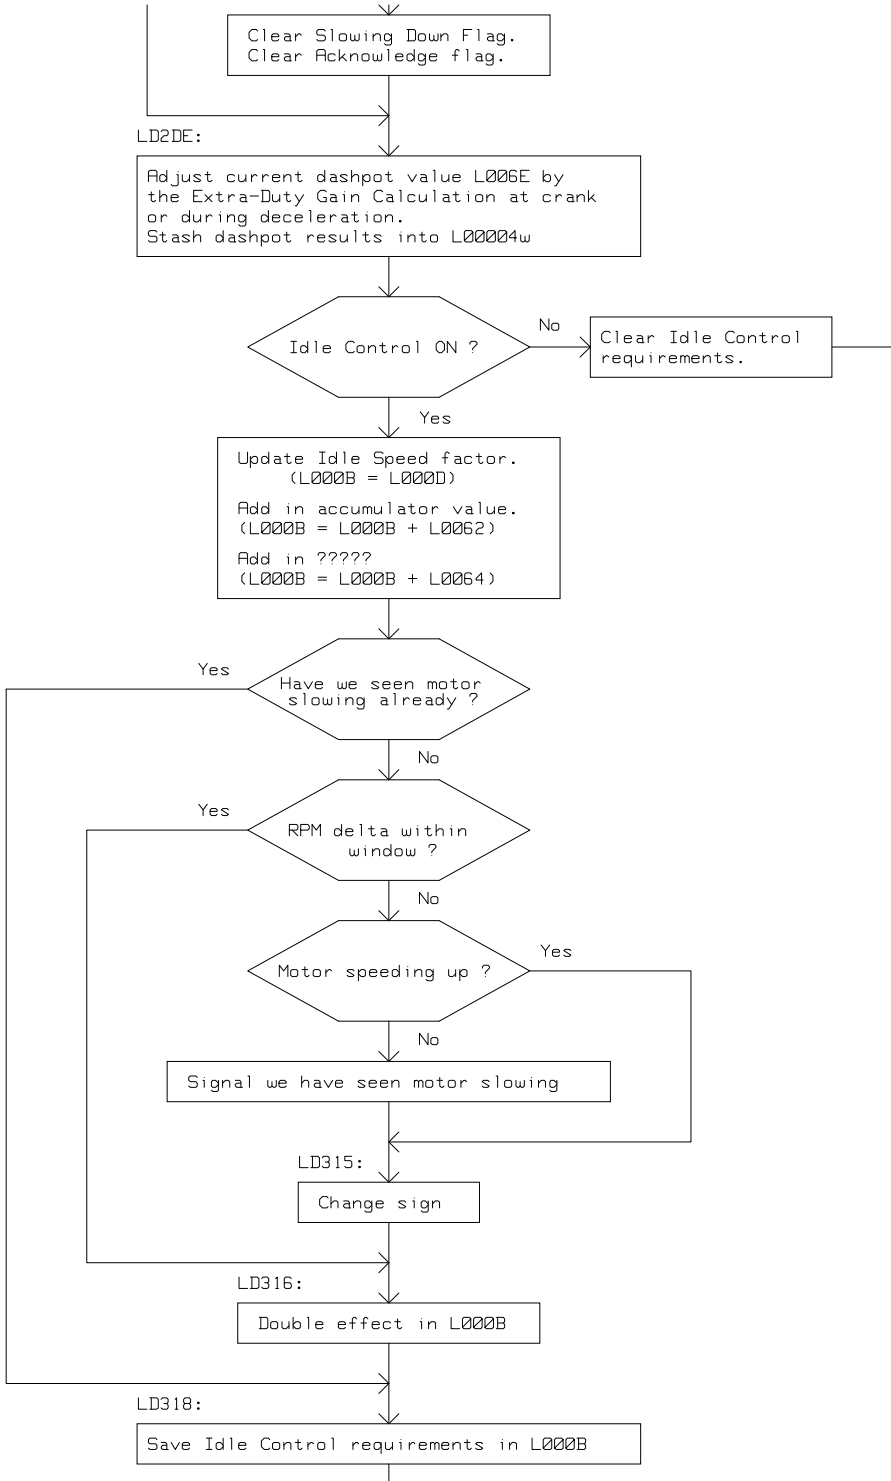 Clear Slowing Down Flag.
Clear Acknowledge flag.
LD2DE:
Adjust current dashpot value L006E by
the Extra-Duty Gain Calculation at crank
or during deceleration.
Stash dashpot results into L00004w
Idle Control ON ?
No
Clear Idle Control
requirements.
Yes
Update Idle Speed factor.
(L000B = L000D)
Add in accumulator value.
(L000B = L000B + L0062)
Add in ?????
(L000B = L000B + L0064)
Yes
Have we seen motor
slowing already ?
No
Yes
RPM delta within
window ?
No
Yes
Motor speeding up ?
No
Signal we have seen motor slowing
LD315:
Change sign
LD316:
Double effect in L000B
LD318:
Save Idle Control requirements in L000B